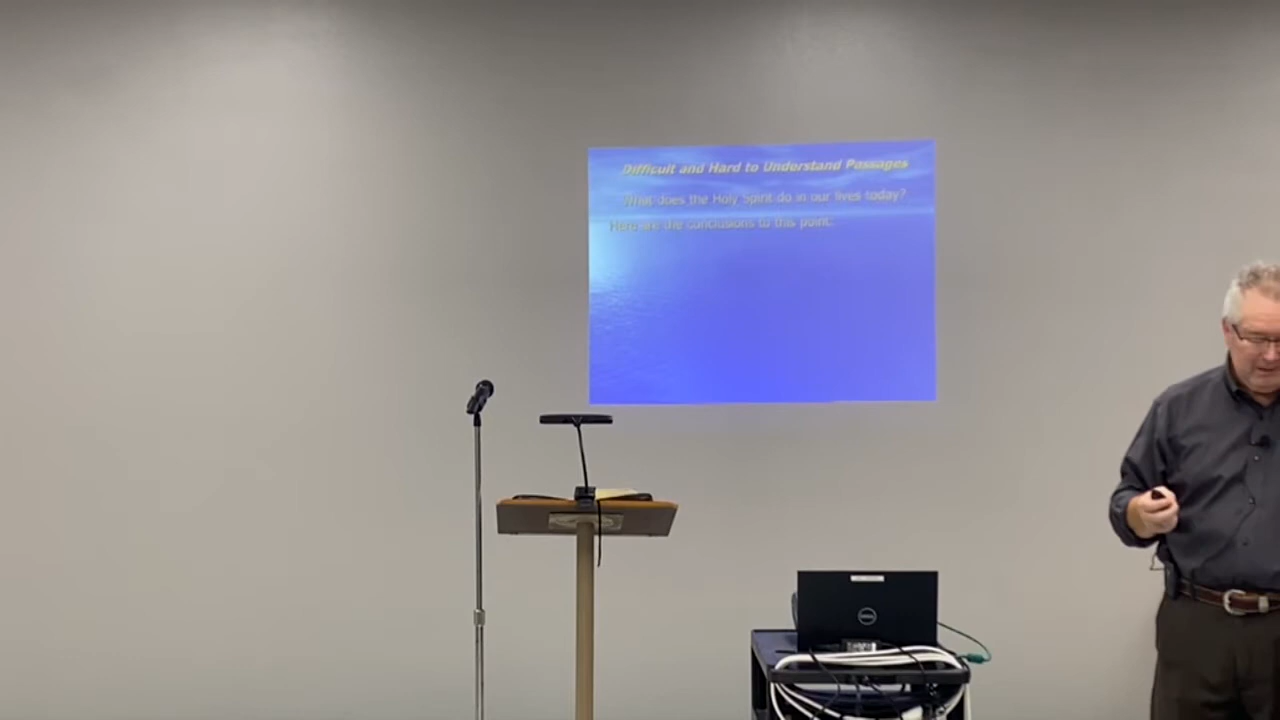 Difficult and Hard to Understand Passages
What does the Holy Spirit do in our lives today?
Here are the conclusions to this point:
DELL